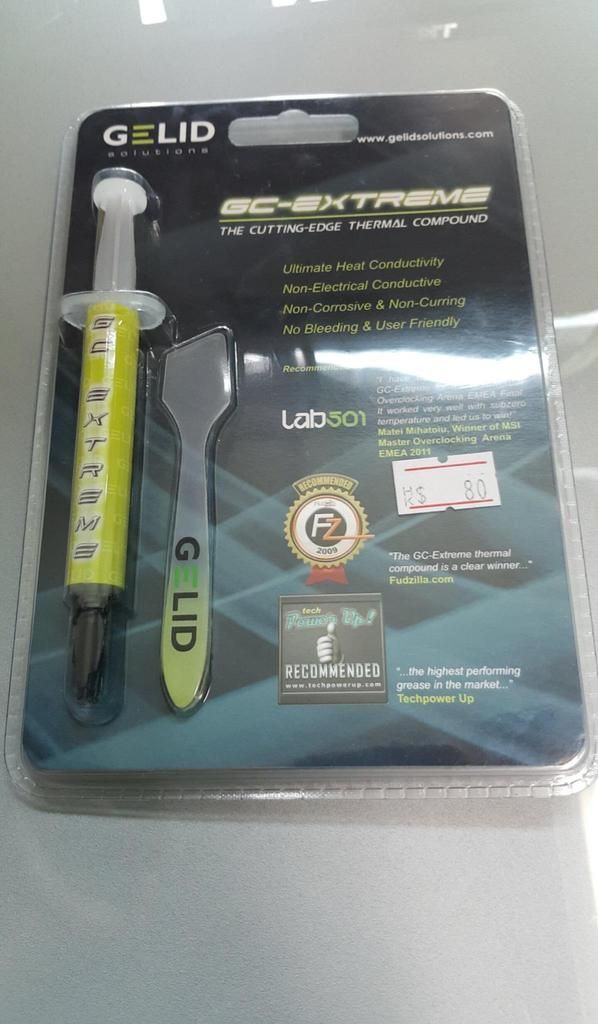 GELID
solutions
www.gelidsolutions.com
GC-EXTREME
THE CUTTING-EDGE THERMAL COMPOUND
Ultimate Heat Conductivity
Non-Electrical Conductive
Non-Corrosive & Non-Curring
No Bleeding & User Friendly
GC EXTREME
GELID
"I have
GC-Extreme
Overclocking Arena EMEA Final
It worked very well with subzero
temperature and led us to win!"
Matei Mihatoiu, Winner of MSI
Master Overclocking Arena
EMEA 2011
Lab501
HK$ 80
RECOMMENDED
FZ
2009
"The GC-Extreme thermal
compound is a clear winner..."
Fudzilla.com
tech
Power Up!
RECOMMENDED
www.techpowerup.com
"...the highest performing
grease in the market..."
Techpower Up